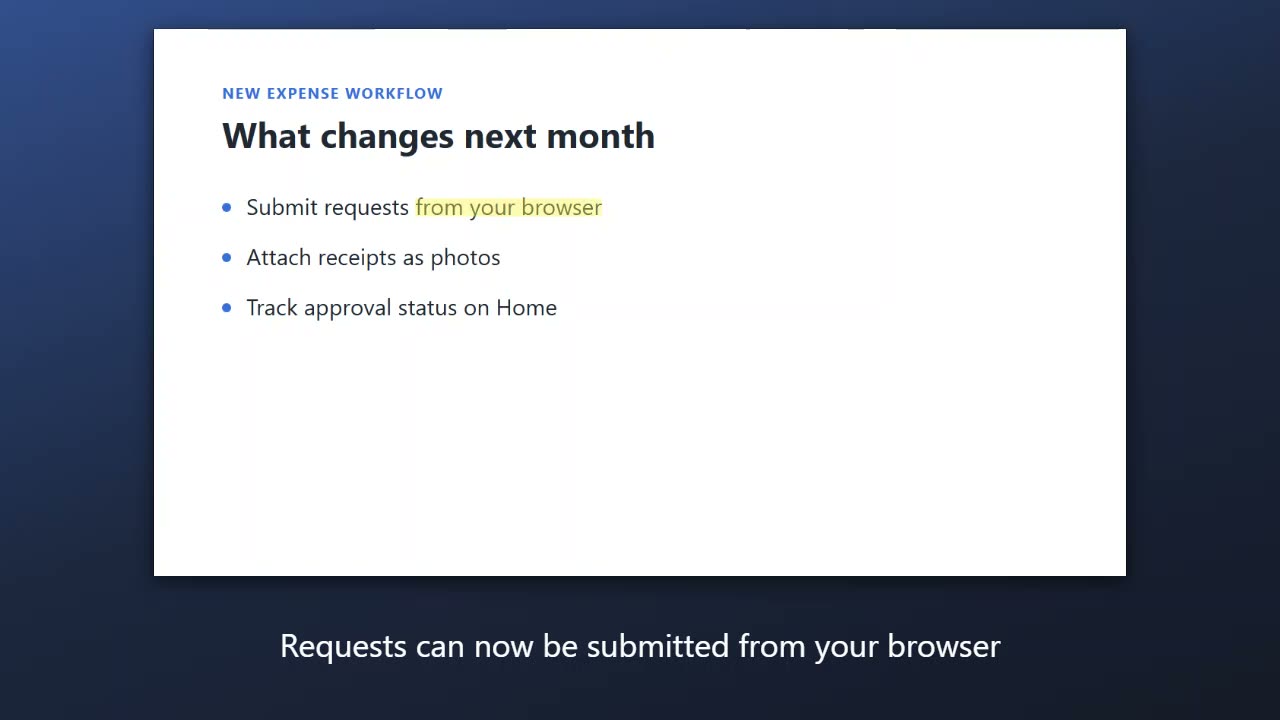 NEW EXPENSE WORKFLOW
What changes next month
Submit requests from your browser
Attach receipts as photos
Track approval status on Home
Requests can now be submitted from your browser